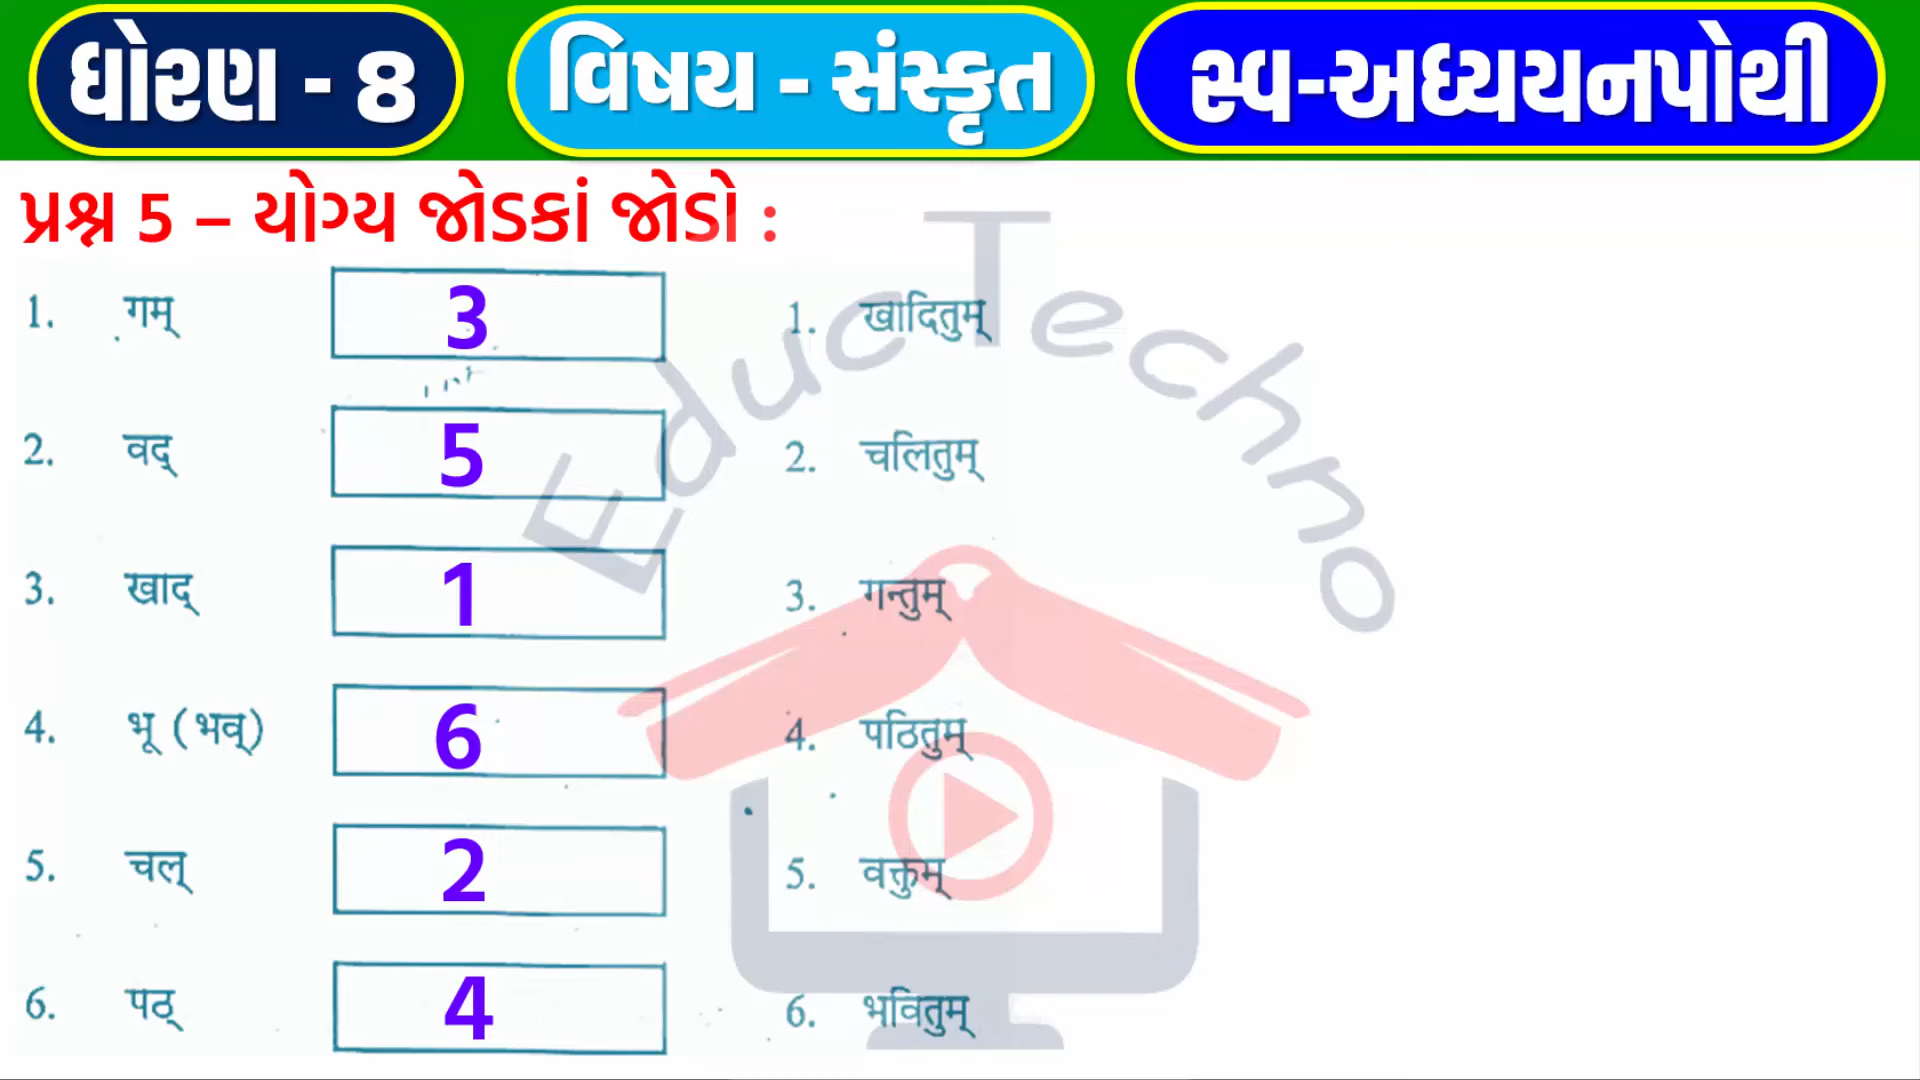 ધોરણ - 8
વિષય - સંસ્કૃત
સ્વ-અધ્યયનપોથી
પ્રશ્ન 5 – યોગ્ય જોડકાં જોડો :
1. गम् 3 1. खादितुम्
2. वद् 5 2. चलितुम्
3. खाद् 1 3. गन्तुम्
4. भू (भव्) 6 4. पठितुम्
5. चल् 2 5. वक्तुम्
6. पठ् 4 6. भवितुम्
EducTechno